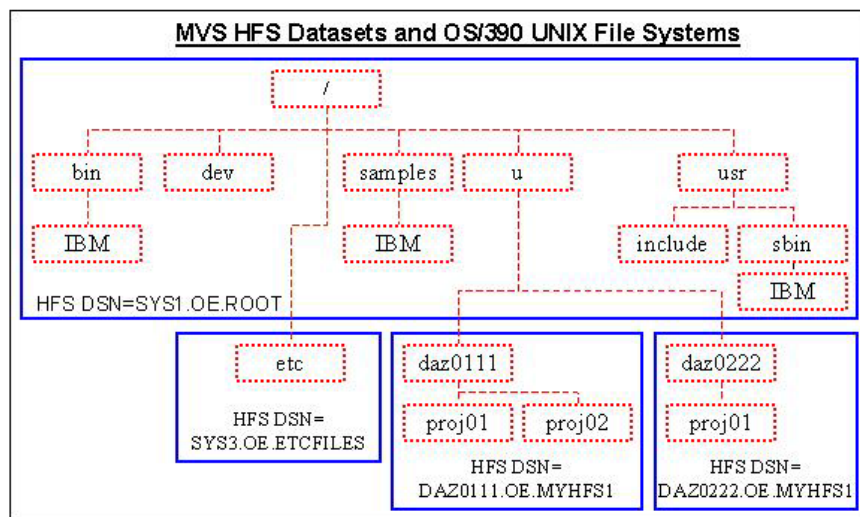 MVS HFS Datasets and OS/390 UNIX File Systems
/
bin
dev
samples
u
usr
IBM
IBM
include
sbin
IBM
HFS DSN=SYS1.OE.ROOT
etc
HFS DSN=
SYS3.OE.ETCFILES
daz0111
proj01
proj02
HFS DSN=
DAZ0111.OE.MYHFS1
daz0222
proj01
HFS DSN=
DAZ0222.OE.MYHFS1